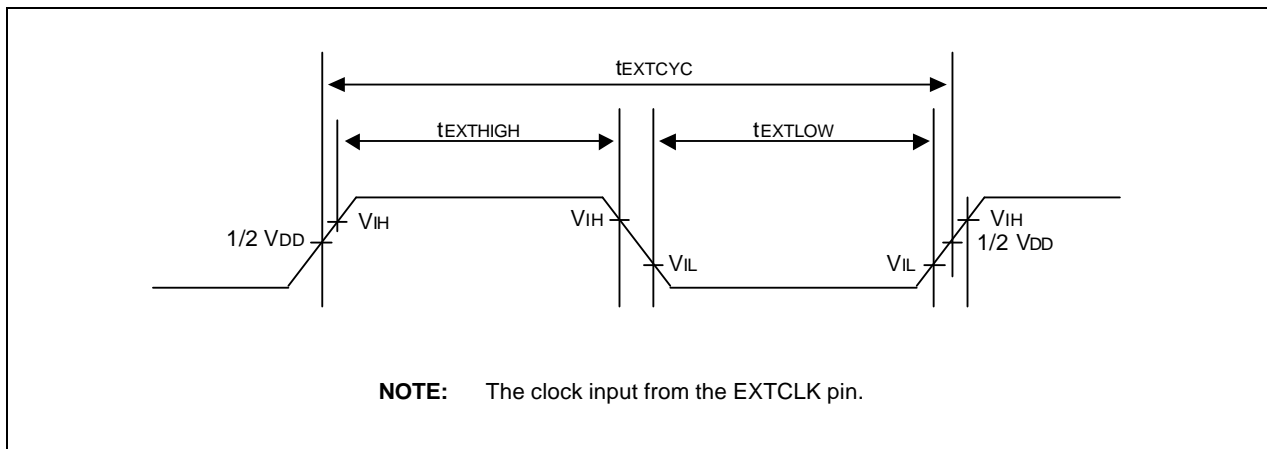 tEXTCYC
tEXTHIGH
tEXTLOW
VIH
VIH
VIH
1/2 VDD
1/2 VDD
VIL
VIL
NOTE: The clock input from the EXTCLK pin.